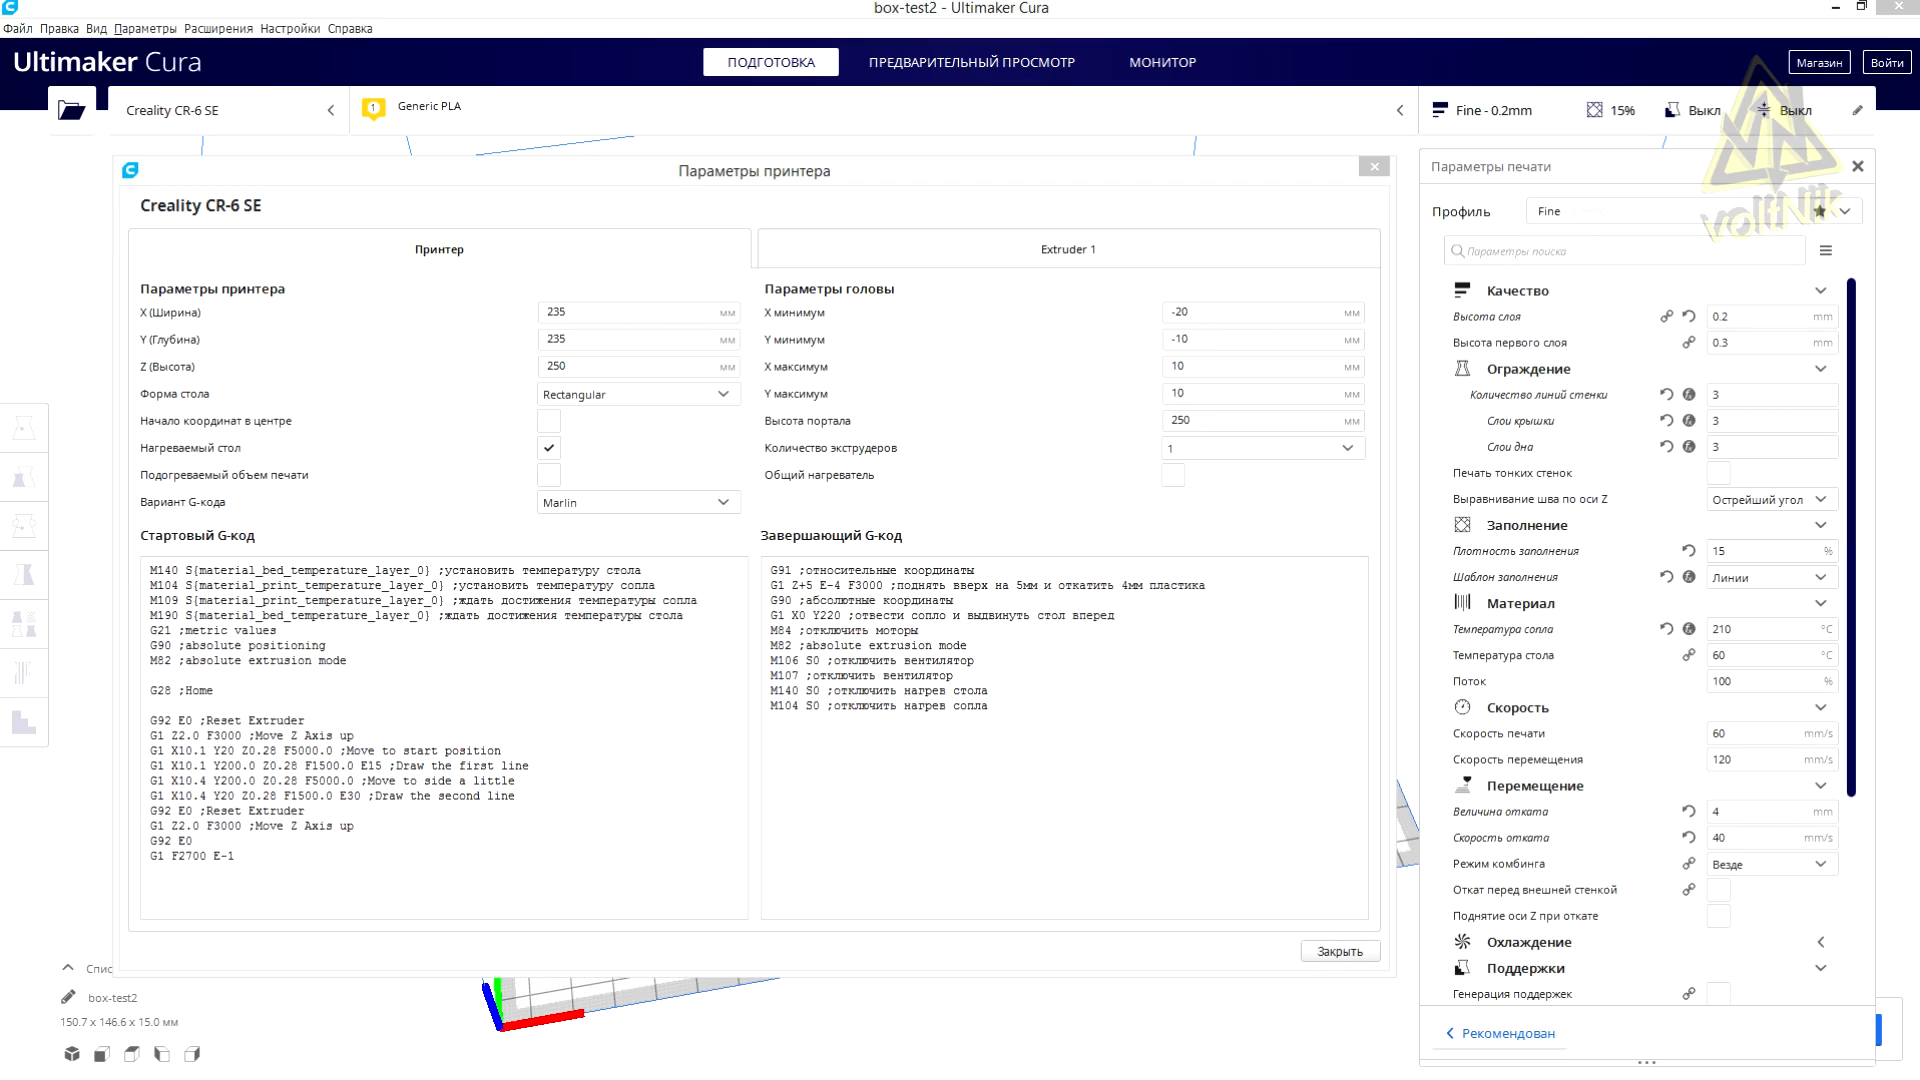 box-test2 - Ultimaker Cura
Файл Правка Вид Параметры Расширения Настройки Справка
Ultimaker Cura
ПОДГОТОВКА
ПРЕДВАРИТЕЛЬНЫЙ ПРОСМОТР
МОНИТОР
Магазин
Войти
Creality CR-6 SE
1
Generic PLA
Fine - 0.2mm
15%
Выкл
Выкл
Параметры принтера
Creality CR-6 SE
Принтер
Extruder 1
Параметры принтера
X (Ширина) 235 мм
Y (Глубина) 235 мм
Z (Высота) 250 мм
Форма стола Rectangular
Начало координат в центре
Нагреваемый стол
Подогреваемый объем печати
Вариант G-кода Marlin
Параметры головы
X минимум -20 мм
Y минимум -10 мм
X максимум 10 мм
Y максимум 10 мм
Высота портала 250 мм
Количество экструдеров 1
Общий нагреватель
Стартовый G-код
M140 S{material_bed_temperature_layer_0} ;установить температуру стола
M104 S{material_print_temperature_layer_0} ;установить температуру сопла
M109 S{material_print_temperature_layer_0} ;ждать достижения температуры сопла
M190 S{material_bed_temperature_layer_0} ;ждать достижения температуры стола
G21 ;metric values
G90 ;absolute positioning
M82 ;absolute extrusion mode
G28 ;Home
G92 E0 ;Reset Extruder
G1 Z2.0 F3000 ;Move Z Axis up
G1 X10.1 Y20 Z0.28 F5000.0 ;Move to start position
G1 X10.1 Y200.0 Z0.28 F1500.0 E15 ;Draw the first line
G1 X10.4 Y200.0 Z0.28 F5000.0 ;Move to side a little
G1 X10.4 Y20 Z0.28 F1500.0 E30 ;Draw the second line
G92 E0 ;Reset Extruder
G1 Z2.0 F3000 ;Move Z Axis up
G92 E0
G1 F2700 E-1
Завершающий G-код
G91 ;относительные координаты
G1 Z+5 E-4 F3000 ;поднять вверх на 5мм и откатить 4мм пластика
G90 ;абсолютные координаты
G1 X0 Y220 ;отвести сопло и выдвинуть стол вперед
M84 ;отключить моторы
M82 ;absolute extrusion mode
M106 S0 ;отключить вентилятор
M107 ;отключить вентилятор
M140 S0 ;отключить нагрев стола
M104 S0 ;отключить нагрев сопла
Закрыть
Спис
box-test2
150.7 x 146.6 x 15.0 мм
Параметры печати
voltNik
Профиль Fine
Параметры поиска
Качество
Высота слоя 0.2 mm
Высота первого слоя 0.3 mm
Ограждение
Количество линий стенки 3
Слои крышки 3
Слои дна 3
Печать тонких стенок
Выравнивание шва по оси Z Острейший угол
Заполнение
Плотность заполнения 15 %
Шаблон заполнения Линии
Материал
Температура сопла 210 °C
Температура стола 60 °C
Поток 100 %
Скорость
Скорость печати 60 mm/s
Скорость перемещения 120 mm/s
Перемещение
Величина отката 4 mm
Скорость отката 40 mm/s
Режим комбинга Везде
Откат перед внешней стенкой
Поднятие оси Z при откате
Охлаждение
Поддержки
Генерация поддержек
Рекомендован